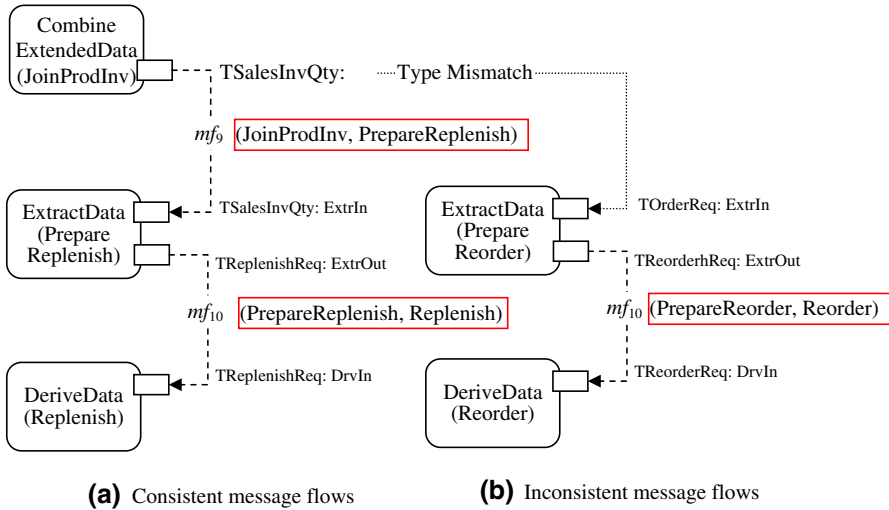 Combine
ExtendedData
(JoinProdInv)
TSalesInvQty:
Type Mismatch
mf9 (JoinProdInv, PrepareReplenish)
ExtractData
(Prepare
Replenish)
TSalesInvQty: ExtrIn
TReplenishReq: ExtrOut
mf10 (PrepareReplenish, Replenish)
DeriveData
(Replenish)
TReplenishReq: DrvIn
ExtractData
(Prepare
Reorder)
TOrderReq: ExtrIn
TReorderhReq: ExtrOut
mf10 (PrepareReorder, Reorder)
DeriveData
(Reorder)
TReorderReq: DrvIn
(a) Consistent message flows
(b) Inconsistent message flows